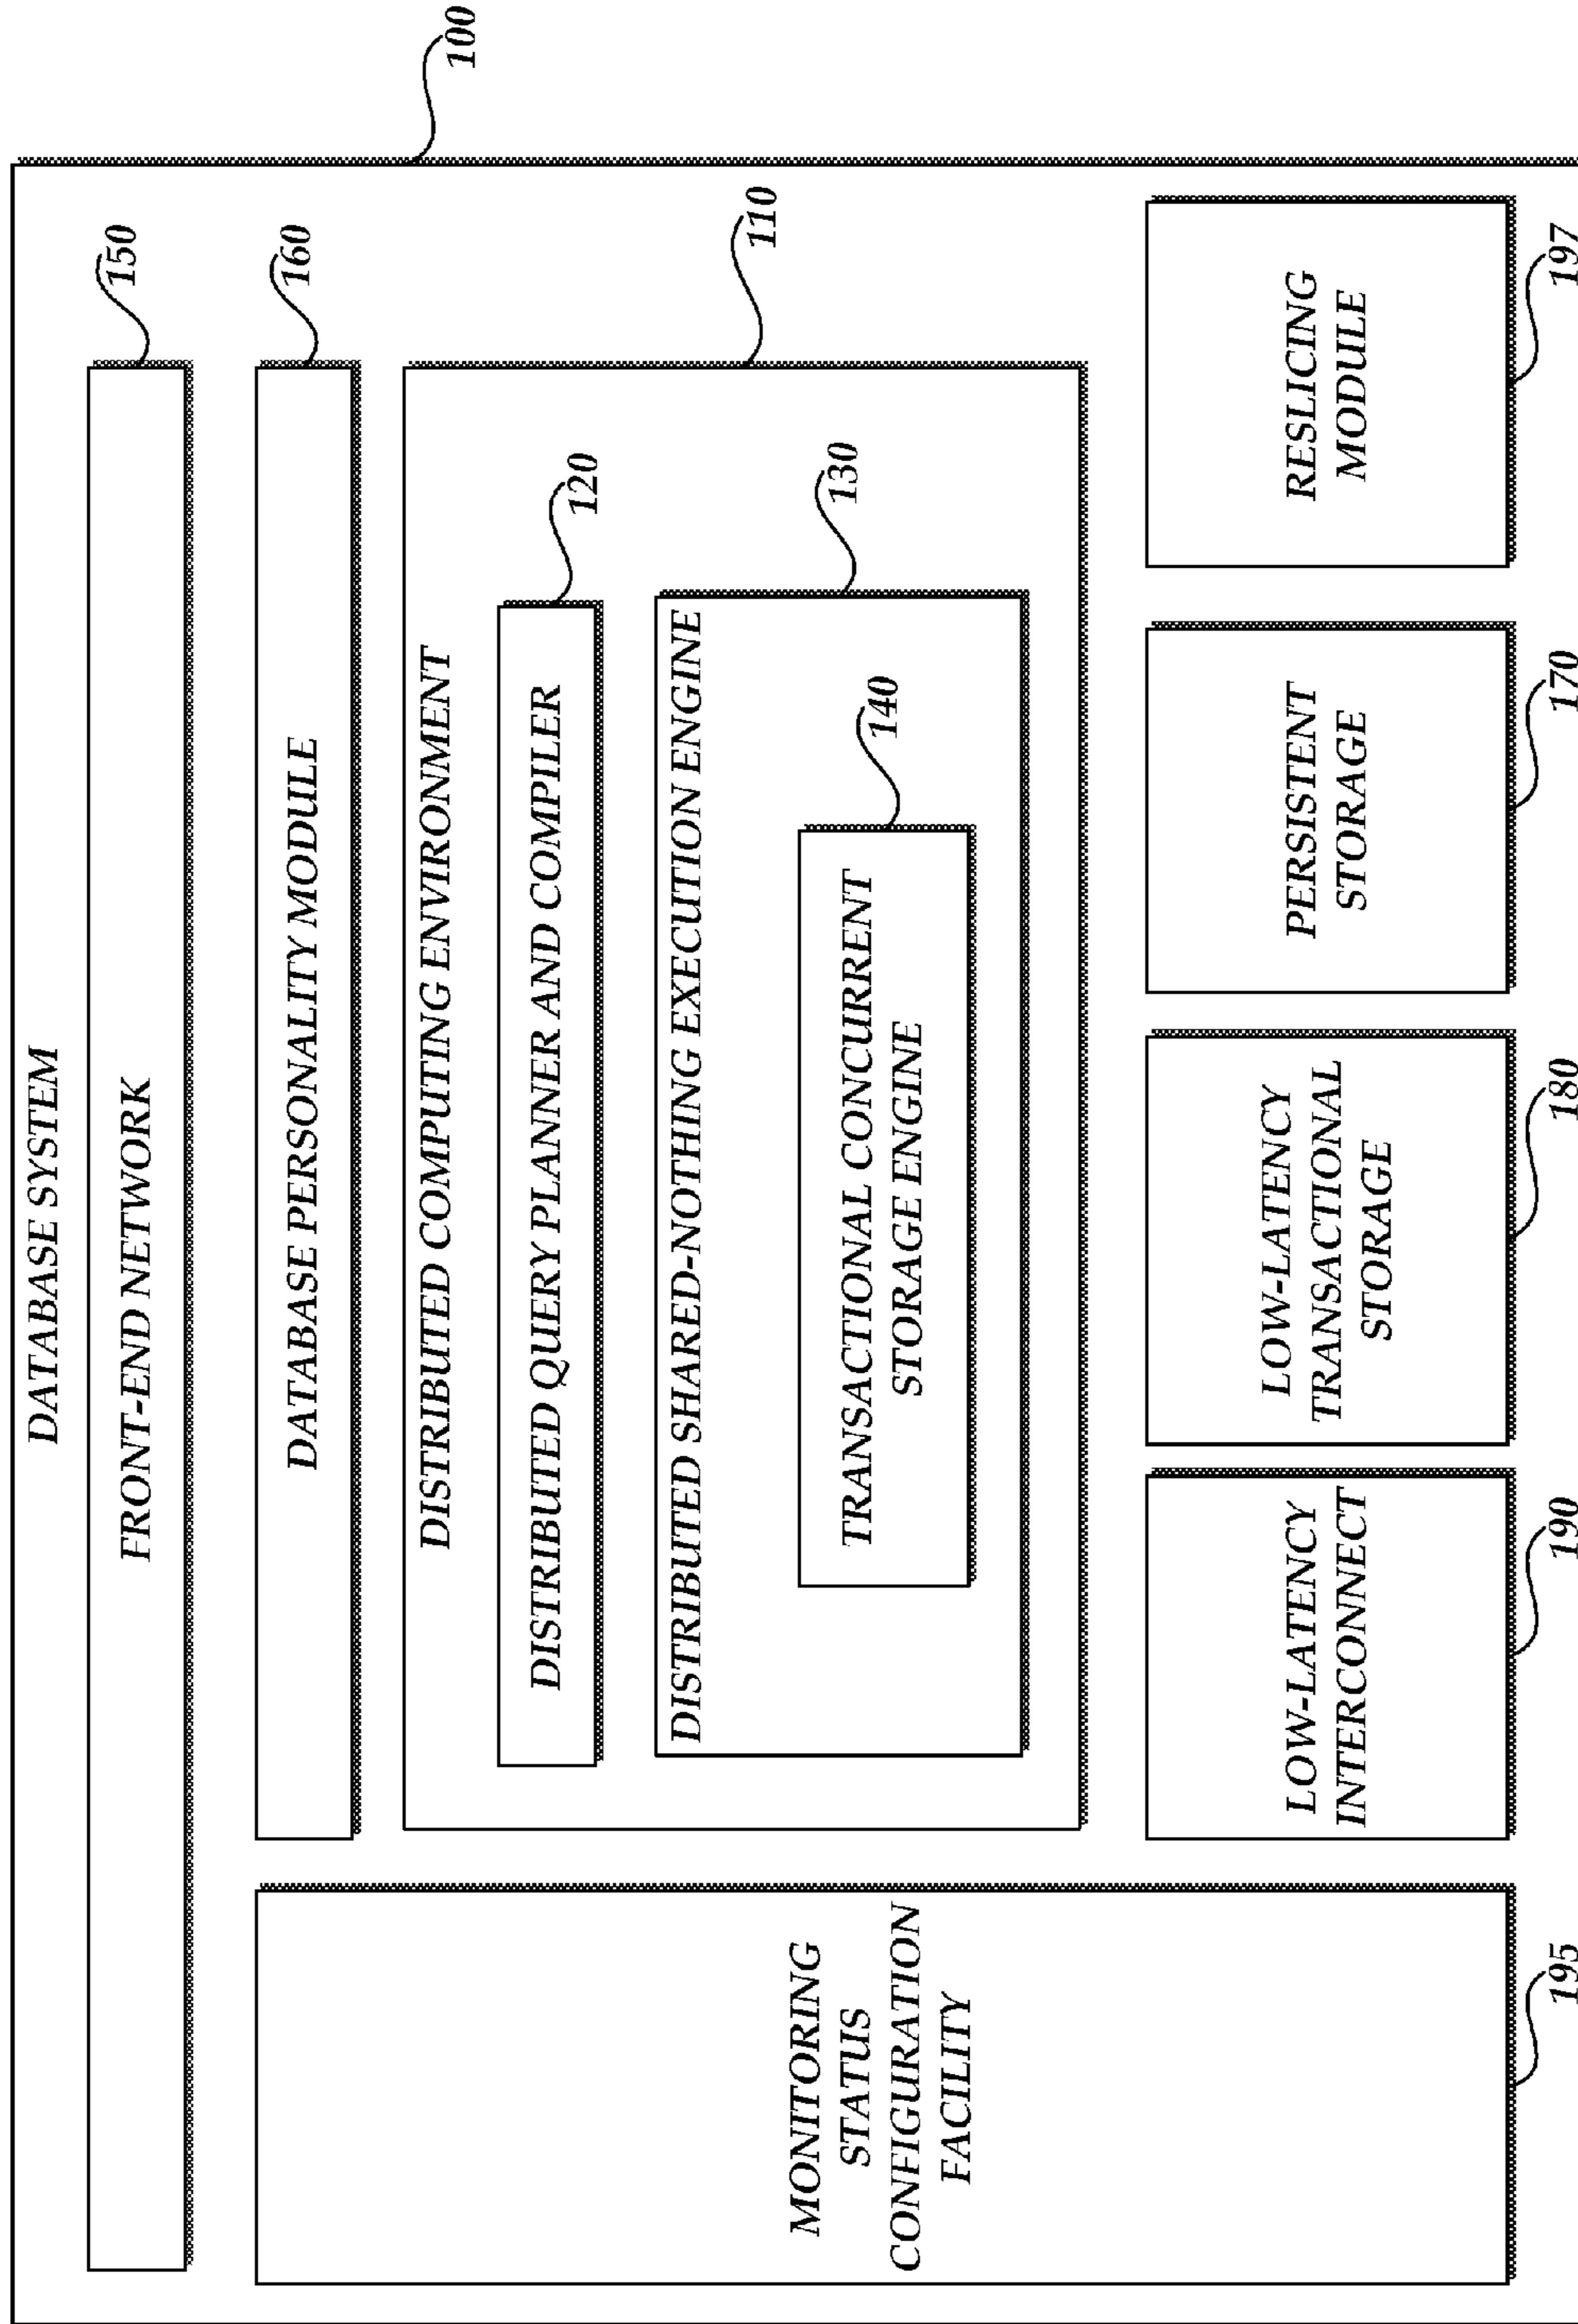 DATABASE SYSTEM
100
FRONT-END NETWORK
150
DATABASE PERSONALITY MODULE
160
DISTRIBUTED COMPUTING ENVIRONMENT
110
DISTRIBUTED QUERY PLANNER AND COMPILER
120
DISTRIBUTED SHARED-NOTHING EXECUTION ENGINE
130
TRANSACTIONAL CONCURRENT
STORAGE ENGINE
140
MONITORING
STATUS
CONFIGURATION
FACILITY
195
LOW-LATENCY
INTERCONNECT
190
LOW-LATENCY
TRANSACTIONAL
STORAGE
180
PERSISTENT
STORAGE
170
RESLICING
MODULE
197